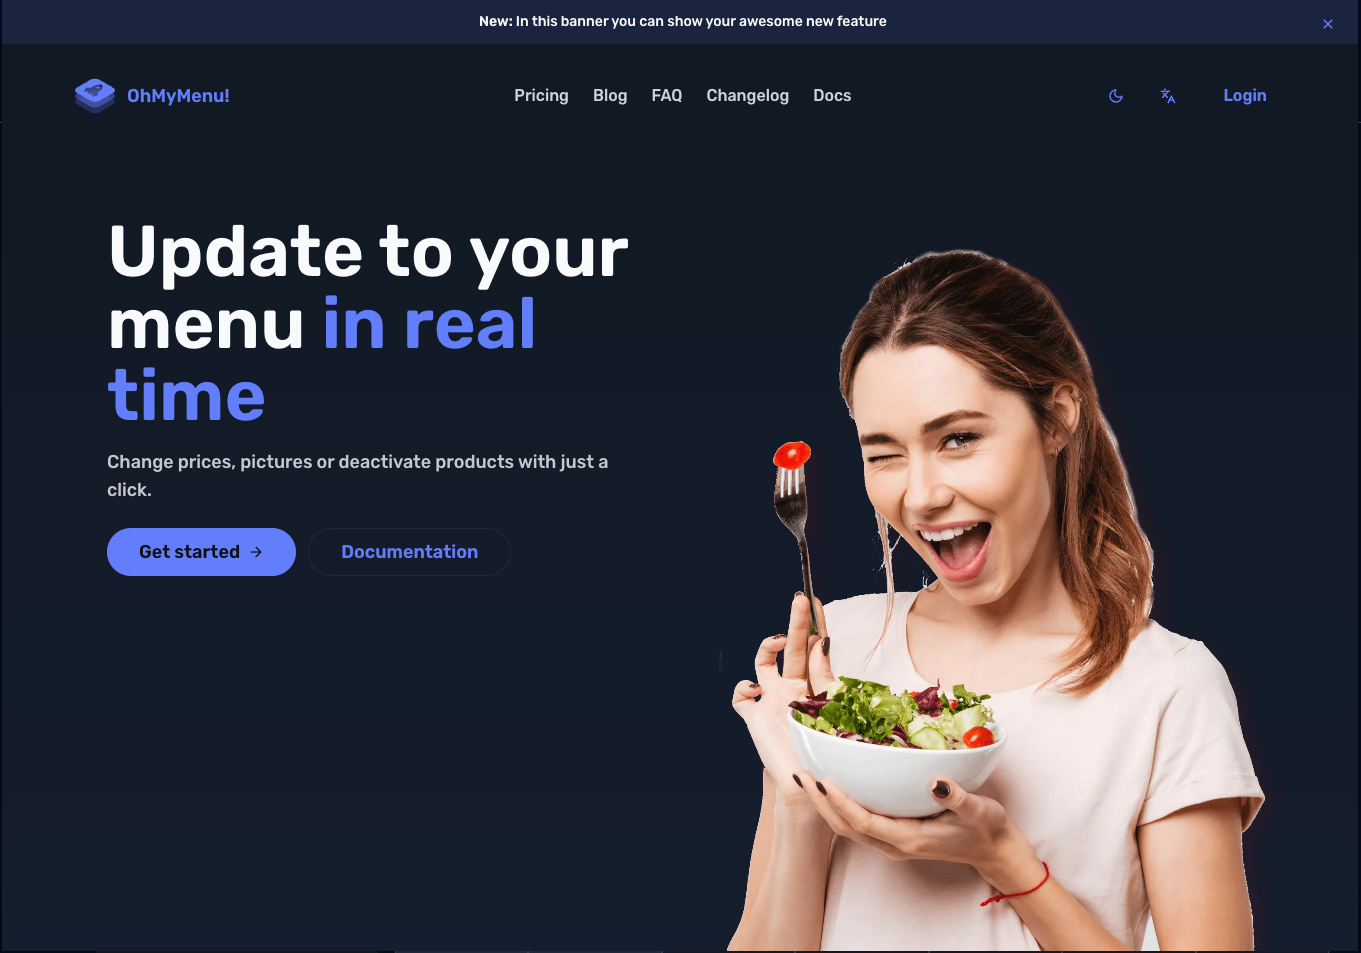 New: In this banner you can show your awesome new feature
OhMyMenu!
Pricing Blog FAQ Changelog Docs
Login
Update to your
menu in real
time
Change prices, pictures or deactivate products with just a
click.
Get started
Documentation